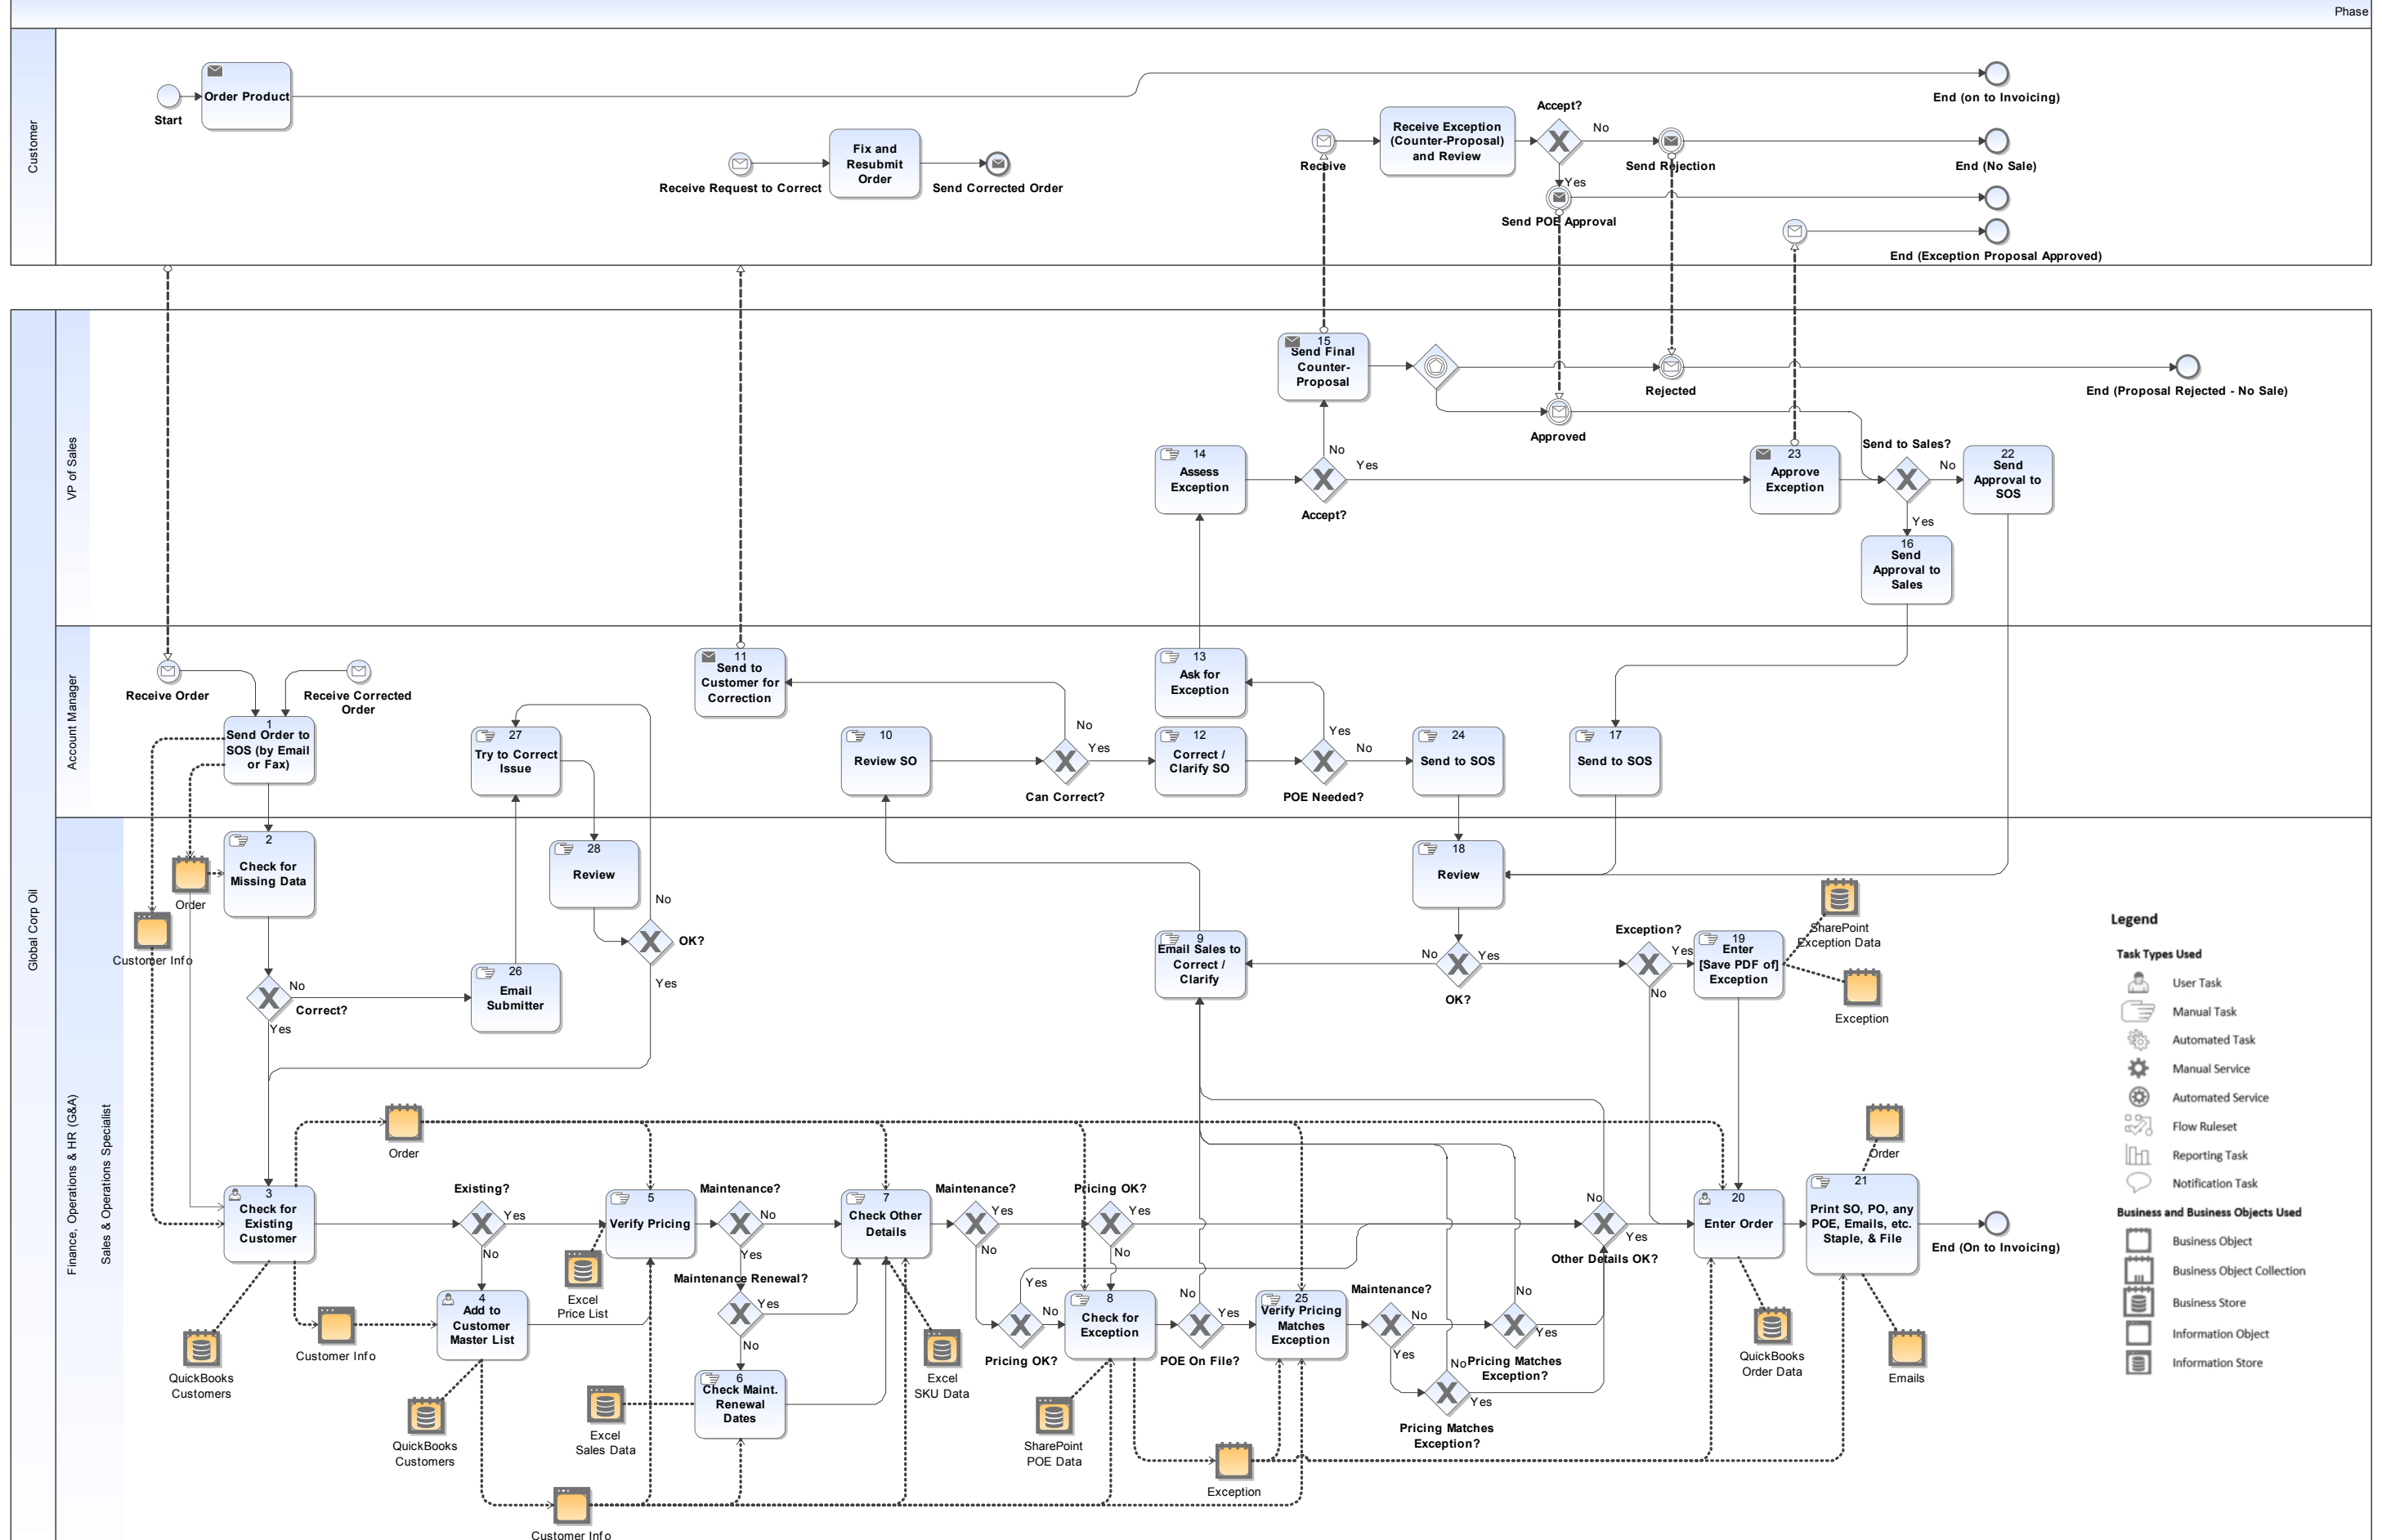 Phase
Customer
Start
Order Product
Receive Request to Correct
Fix and
Resubmit
Order
Send Corrected Order
Receive
Receive Exception
(Counter-Proposal)
and Review
Accept?
No
Yes
Send Rejection
Send POE Approval
End (on to Invoicing)
End (No Sale)
End (Exception Proposal Approved)
Global Corp Oil
VP of Sales
15
Send Final
Counter-
Proposal
Rejected
Approved
End (Proposal Rejected - No Sale)
14
Assess
Exception
No
Yes
Accept?
23
Approve
Exception
Send to Sales?
No
Yes
22
Send
Approval to
SOS
16
Send
Approval to
Sales
Account Manager
Receive Order
Receive Corrected
Order
1
Send Order to
SOS (by Email
or Fax)
27
Try to Correct
Issue
11
Send to
Customer for
Correction
10
Review SO
No
Yes
Can Correct?
13
Ask for
Exception
12
Correct /
Clarify SO
Yes
No
POE Needed?
24
Send to SOS
17
Send to SOS
Finance, Operations & HR (G&A)
Sales & Operations Specialist
2
Check for
Missing Data
Order
Customer Info
No
Correct?
Yes
28
Review
No
OK?
Yes
26
Email
Submitter
9
Email Sales to
Correct /
Clarify
18
Review
No
Yes
OK?
Exception?
Yes
No
19
Enter
[Save PDF of]
Exception
SharePoint
Exception Data
Exception
Order
3
Check for
Existing
Customer
Existing?
Yes
No
QuickBooks
Customers
Customer Info
4
Add to
Customer
Master List
QuickBooks
Customers
Customer Info
5
Verify Pricing
Excel
Price List
Maintenance?
No
Yes
Maintenance Renewal?
Yes
No
6
Check Maint.
Renewal
Dates
Excel
Sales Data
7
Check Other
Details
Excel
SKU Data
Maintenance?
Yes
No
Pricing OK?
Yes
No
Yes
No
Pricing OK?
8
Check for
Exception
SharePoint
POE Data
No
Yes
POE On File?
25
Verify Pricing
Matches
Exception
Exception
Maintenance?
No
Yes
No
Yes
Pricing Matches
Exception?
No
Yes
Pricing Matches
Exception?
No
Yes
Other Details OK?
20
Enter Order
QuickBooks
Order Data
21
Print SO, PO, any
POE, Emails, etc.
Staple, & File
Order
Emails
End (On to Invoicing)
Legend
Task Types Used
User Task
Manual Task
Automated Task
Manual Service
Automated Service
Flow Ruleset
Reporting Task
Notification Task
Business and Business Objects Used
Business Object
Business Object Collection
Business Store
Information Object
Information Store